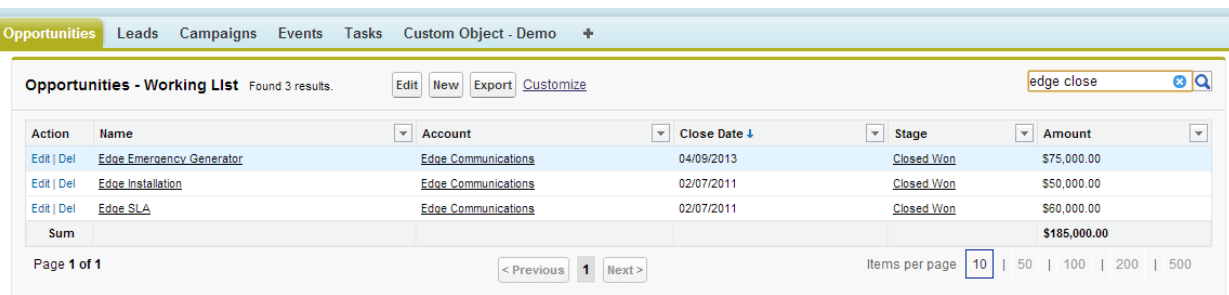 Opportunities Leads Campaigns Events Tasks Custom Object - Demo +
Opportunities - Working LIst Found 3 results. Edit New Export Customize edge close
Action Name Account Close Date ↓ Stage Amount
Edit | Del Edge Emergency Generator Edge Communications 04/09/2013 Closed Won $75,000.00
Edit | Del Edge Installation Edge Communications 02/07/2011 Closed Won $50,000.00
Edit | Del Edge SLA Edge Communications 02/07/2011 Closed Won $60,000.00
Sum $185,000.00
Page 1 of 1 < Previous 1 Next > Items per page 10 | 50 | 100 | 200 | 500